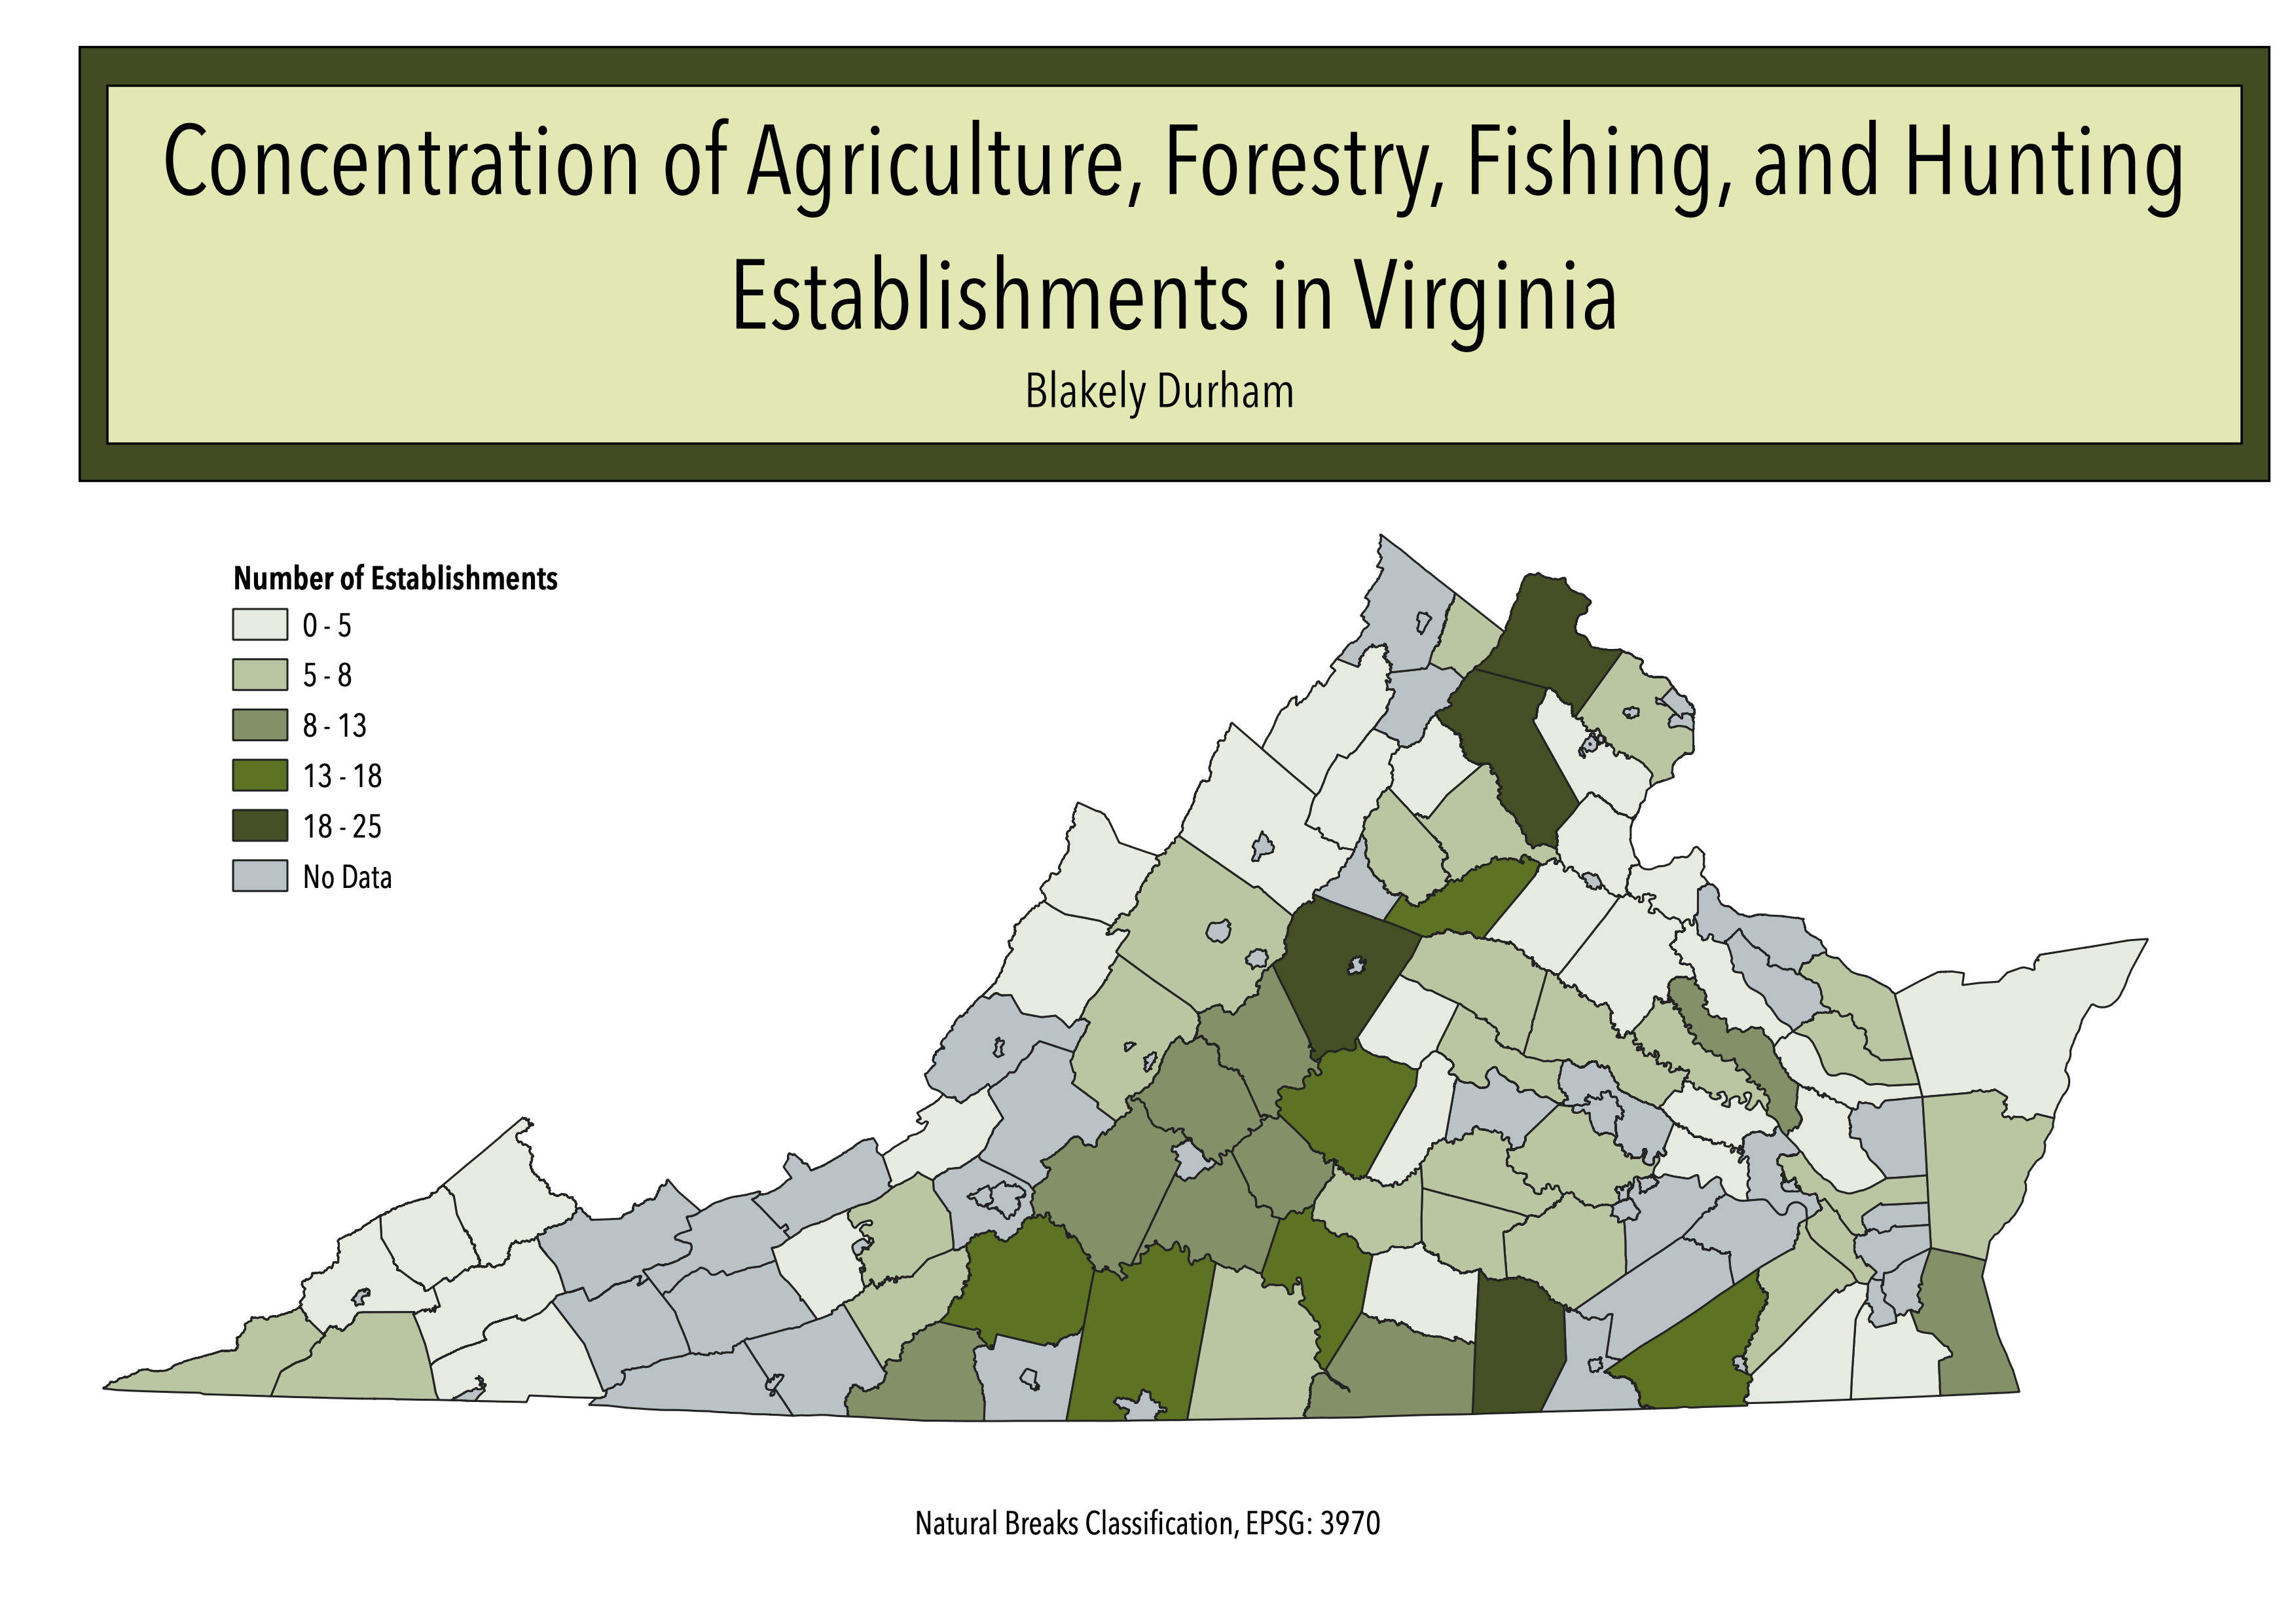 Concentration of Agriculture, Forestry, Fishing, and Hunting
Establishments in Virginia
Blakely Durham
Number of Establishments
0 - 5
5 - 8
8 - 13
13 - 18
18 - 25
No Data
Natural Breaks Classification, EPSG: 3970